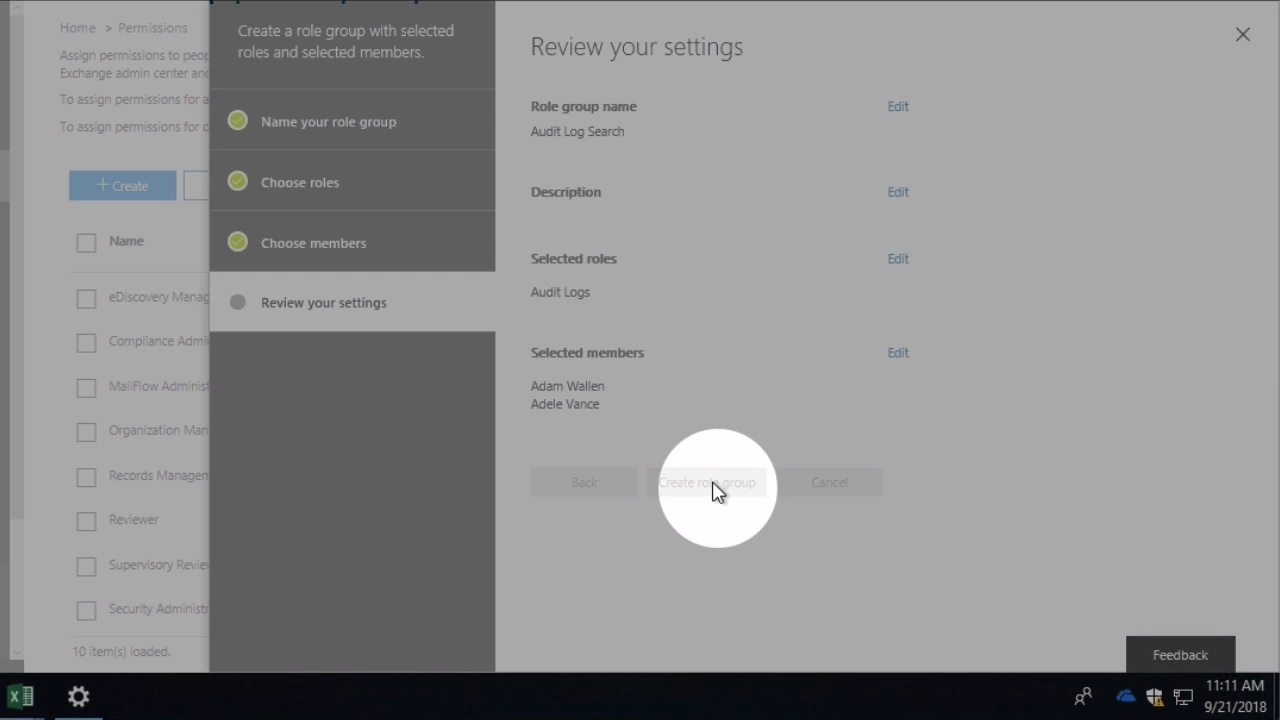 Home > Permissions
Assign permissions to peop
Exchange admin center and
To assign permissions for a
To assign permissions for d
+ Create
Name
eDiscovery Manag
Compliance Admi
MailFlow Administ
Organization Man
Records Managem
Reviewer
Supervisory Revie
Security Administr
10 item(s) loaded.
Create a role group with selected
roles and selected members.
Name your role group
Choose roles
Choose members
Review your settings
Review your settings
Role group name
Edit
Audit Log Search
Description
Edit
Selected roles
Edit
Audit Logs
Selected members
Edit
Adam Wallen
Adele Vance
Back
Create role group
Cancel
Feedback
11:11 AM
9/21/2018